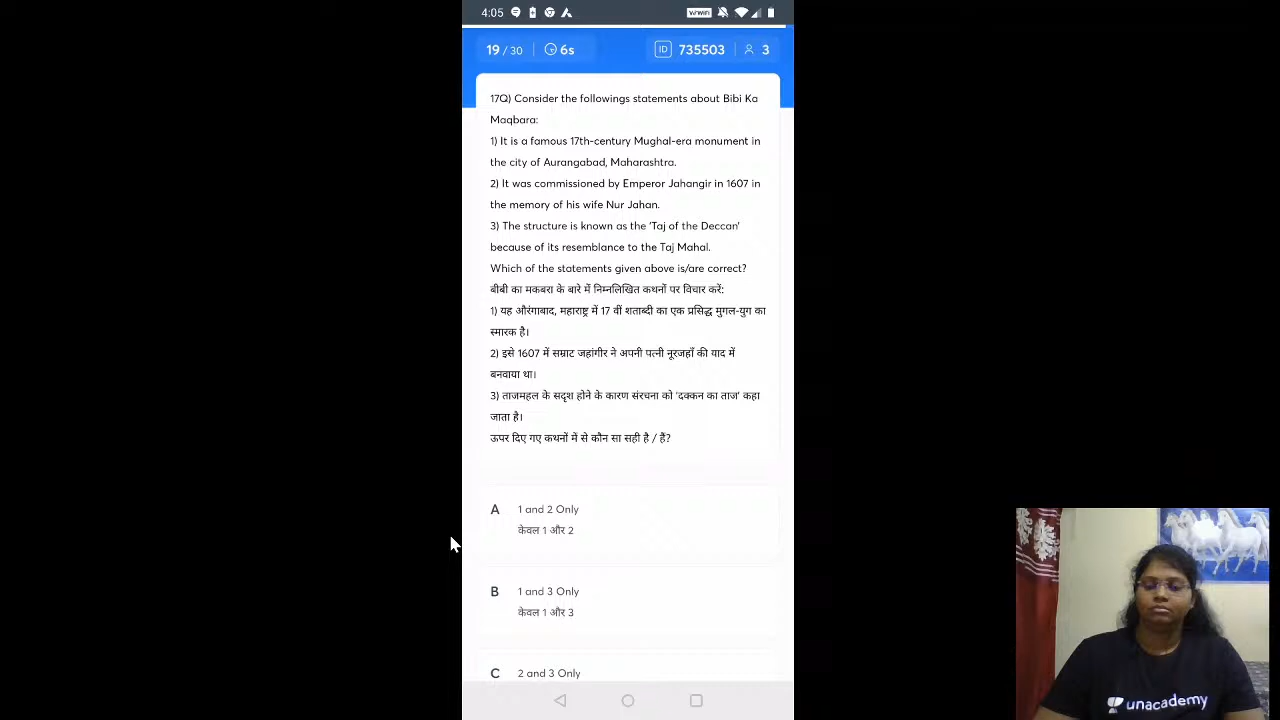 4:05
wwin
19 / 30
6s
ID 735503
3
17Q) Consider the followings statements about Bibi Ka
Maqbara:
1) It is a famous 17th-century Mughal-era monument in
the city of Aurangabad, Maharashtra.
2) It was commissioned by Emperor Jahangir in 1607 in
the memory of his wife Nur Jahan.
3) The structure is known as the 'Taj of the Deccan'
because of its resemblance to the Taj Mahal.
Which of the statements given above is/are correct?
बीबी का मकबरा के बारे में निम्नलिखित कथनों पर विचार करें:
1) यह औरंगाबाद, महाराष्ट्र में 17 वीं शताब्दी का एक प्रसिद्ध मुगल-युग का
स्मारक है।
2) इसे 1607 में सम्राट जहांगीर ने अपनी पत्नी नूरजहाँ की याद में
बनवाया था।
3) ताजमहल के सदृश होने के कारण संरचना को 'दक्कन का ताज' कहा
जाता है।
ऊपर दिए गए कथनों में से कौन सा सही है / हैं?
A 1 and 2 Only
केवल 1 और 2
B 1 and 3 Only
केवल 1 और 3
C 2 and 3 Only
unacademy